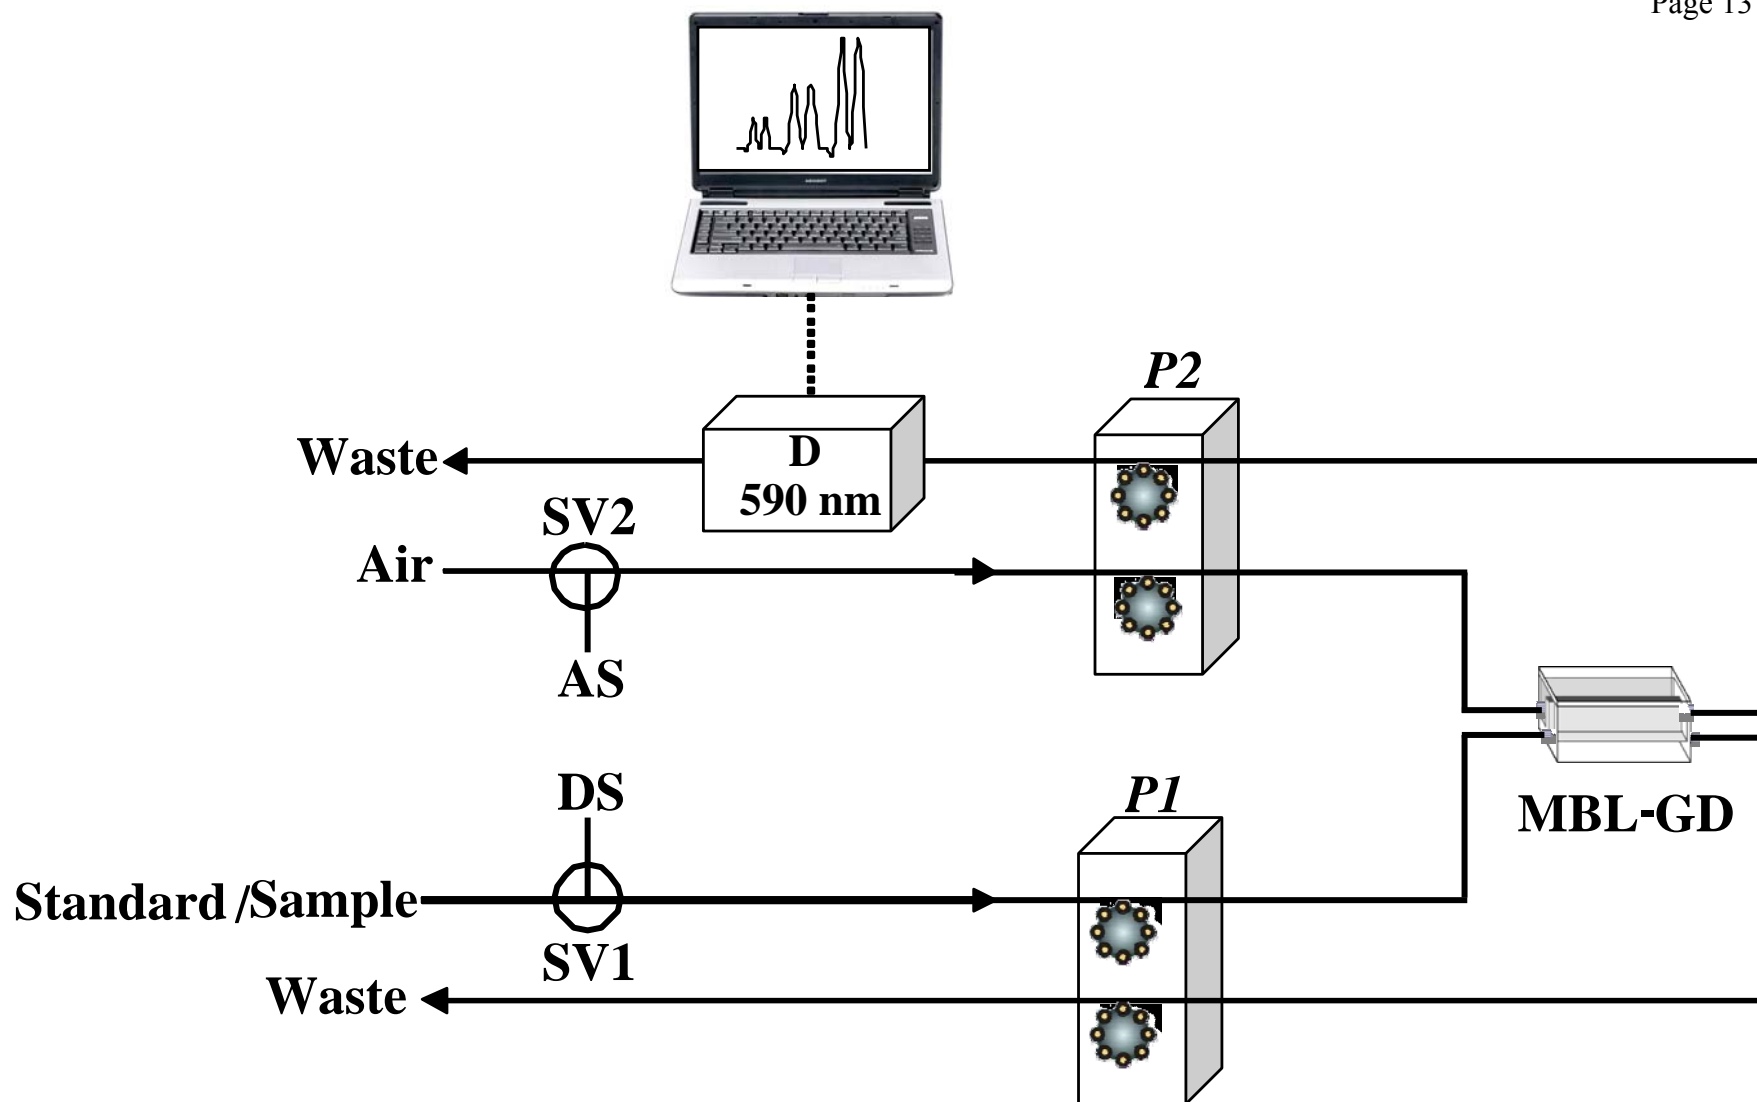 Page 13
P2
Waste
D
590 nm
SV2
Air
AS
DS
P1
MBL-GD
Standard /Sample
SV1
Waste